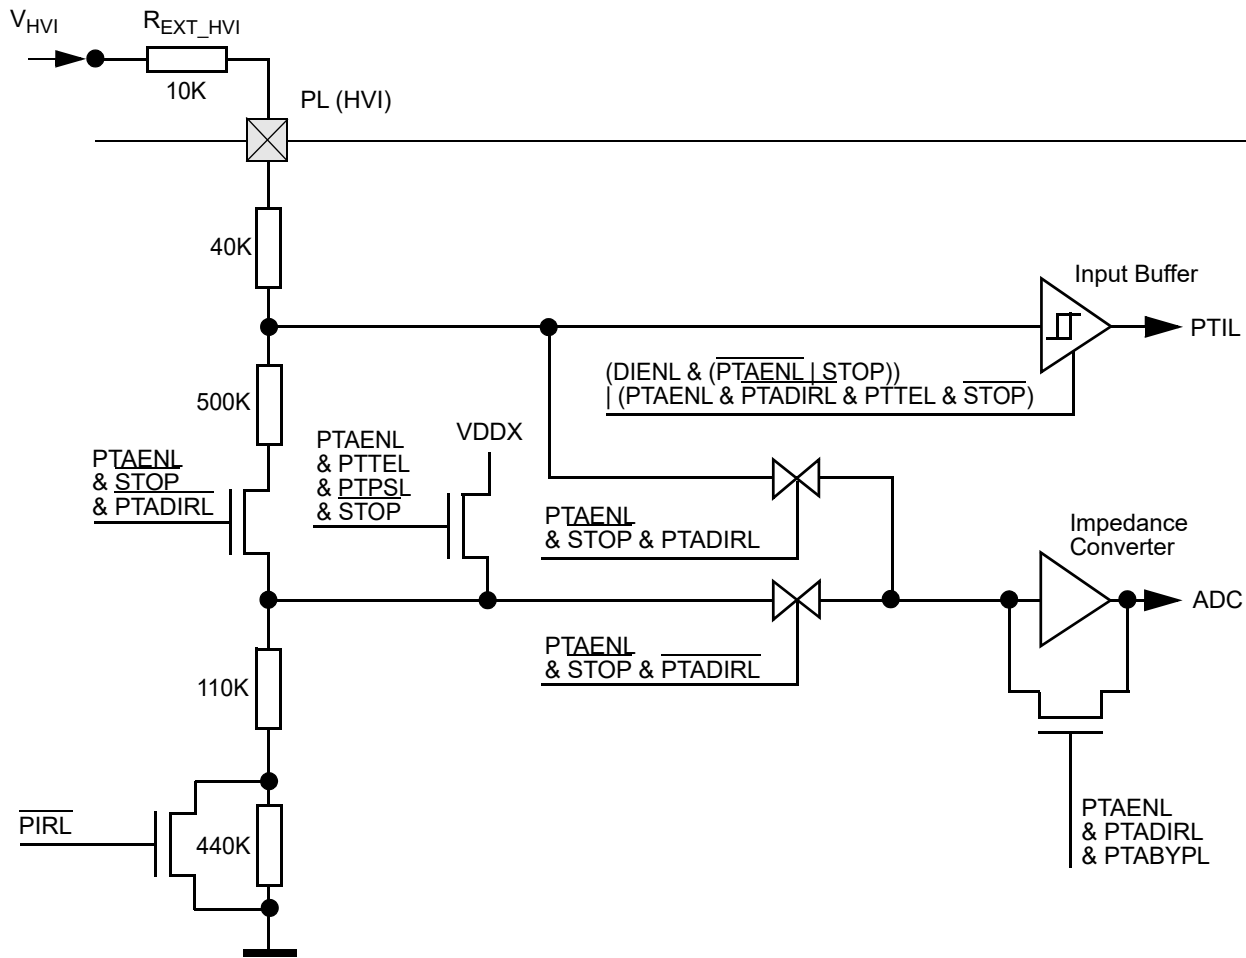 VHVI
REXT_HVI
10K
PL (HVI)
40K
Input Buffer
PTIL
(DIENL & (PTAENL | STOP))
| (PTAENL & PTADIRL & PTTEL & STOP)
500K
VDDX
PTAENL
& STOP
& PTADIRL
PTAENL
& PTTEL
& PTPSL
& STOP
PTAENL
& STOP & PTADIRL
Impedance
Converter
ADC
PTAENL
& STOP & PTADIRL
110K
PTAENL
& PTADIRL
& PTABYPL
PIRL
440K